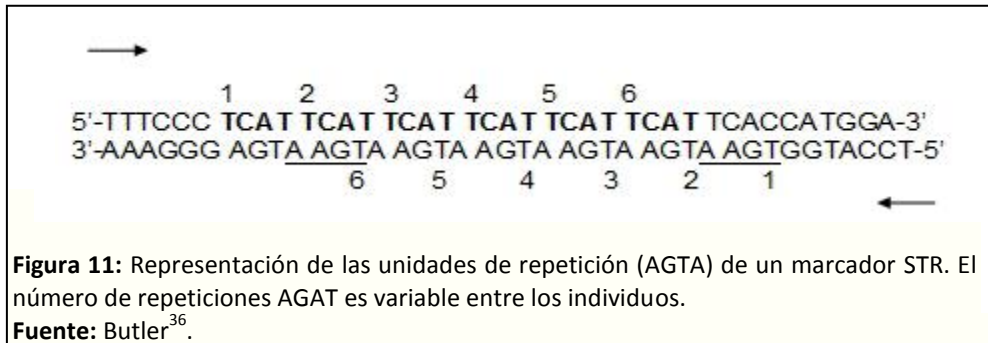 1 2 3 4 5 6
5'-TTTCCC TCAT TCAT TCAT TCAT TCAT TCAT TCACCATGGA-3'
3'-AAAGGG AGTA AGTA AGTA AGTA AGTA AGTA AGTGGTACCT-5'
6 5 4 3 2 1
Figura 11: Representación de las unidades de repetición (AGTA) de un marcador STR. El
número de repeticiones AGAT es variable entre los individuos.
Fuente: Butler36.